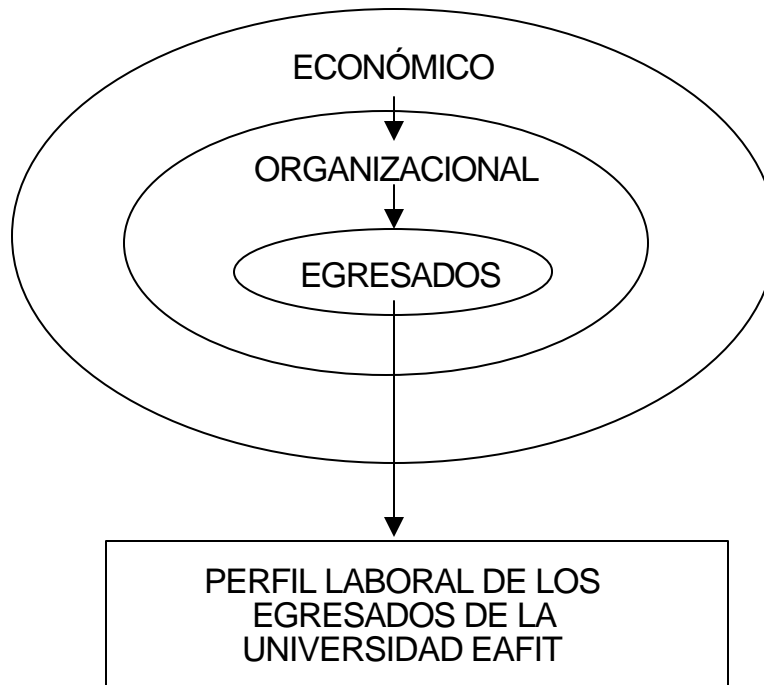 ECONÓMICO
ORGANIZACIONAL
EGRESADOS
PERFIL LABORAL DE LOS
EGRESADOS DE LA
UNIVERSIDAD EAFIT